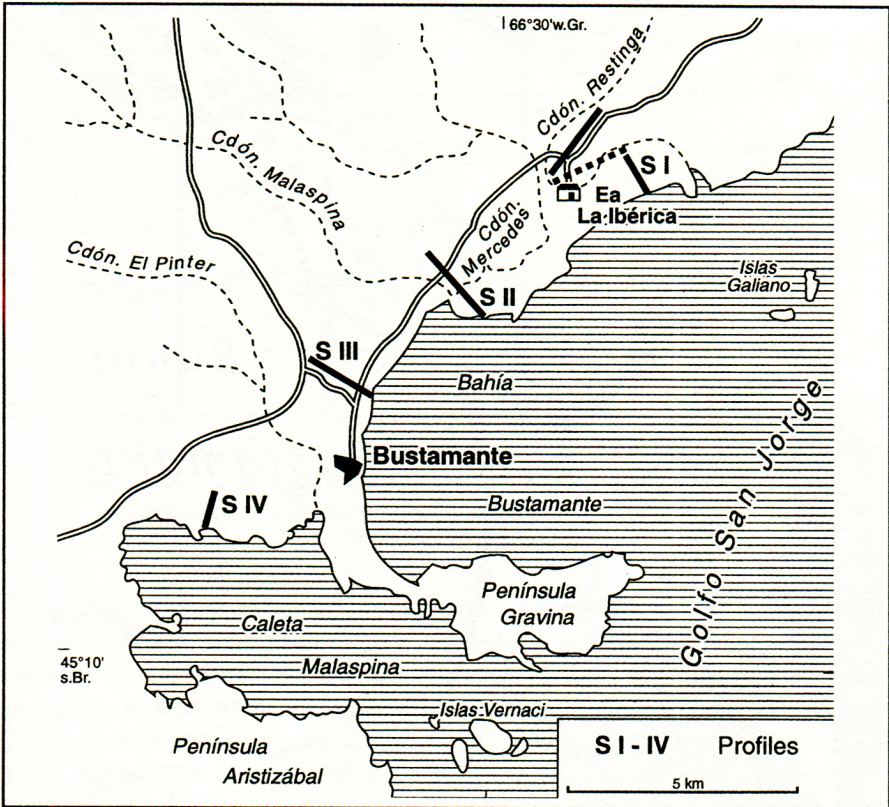 66°30'w.Gr.
Cdón. Restinga
Cdón. Malaspina
S I
Ea
La Ibérica
Cdón.
Mercedes
Cdón. El Pinter
Islas
Galiano
S II
S III
Bahía
Bustamante
Bustamante
S IV
Golfo San Jorge
Península
Gravina
Caleta
45°10'
s.Br.
Malaspina
Islas Vernaci
Península
Aristizábal
S I - IV Profiles
5 km